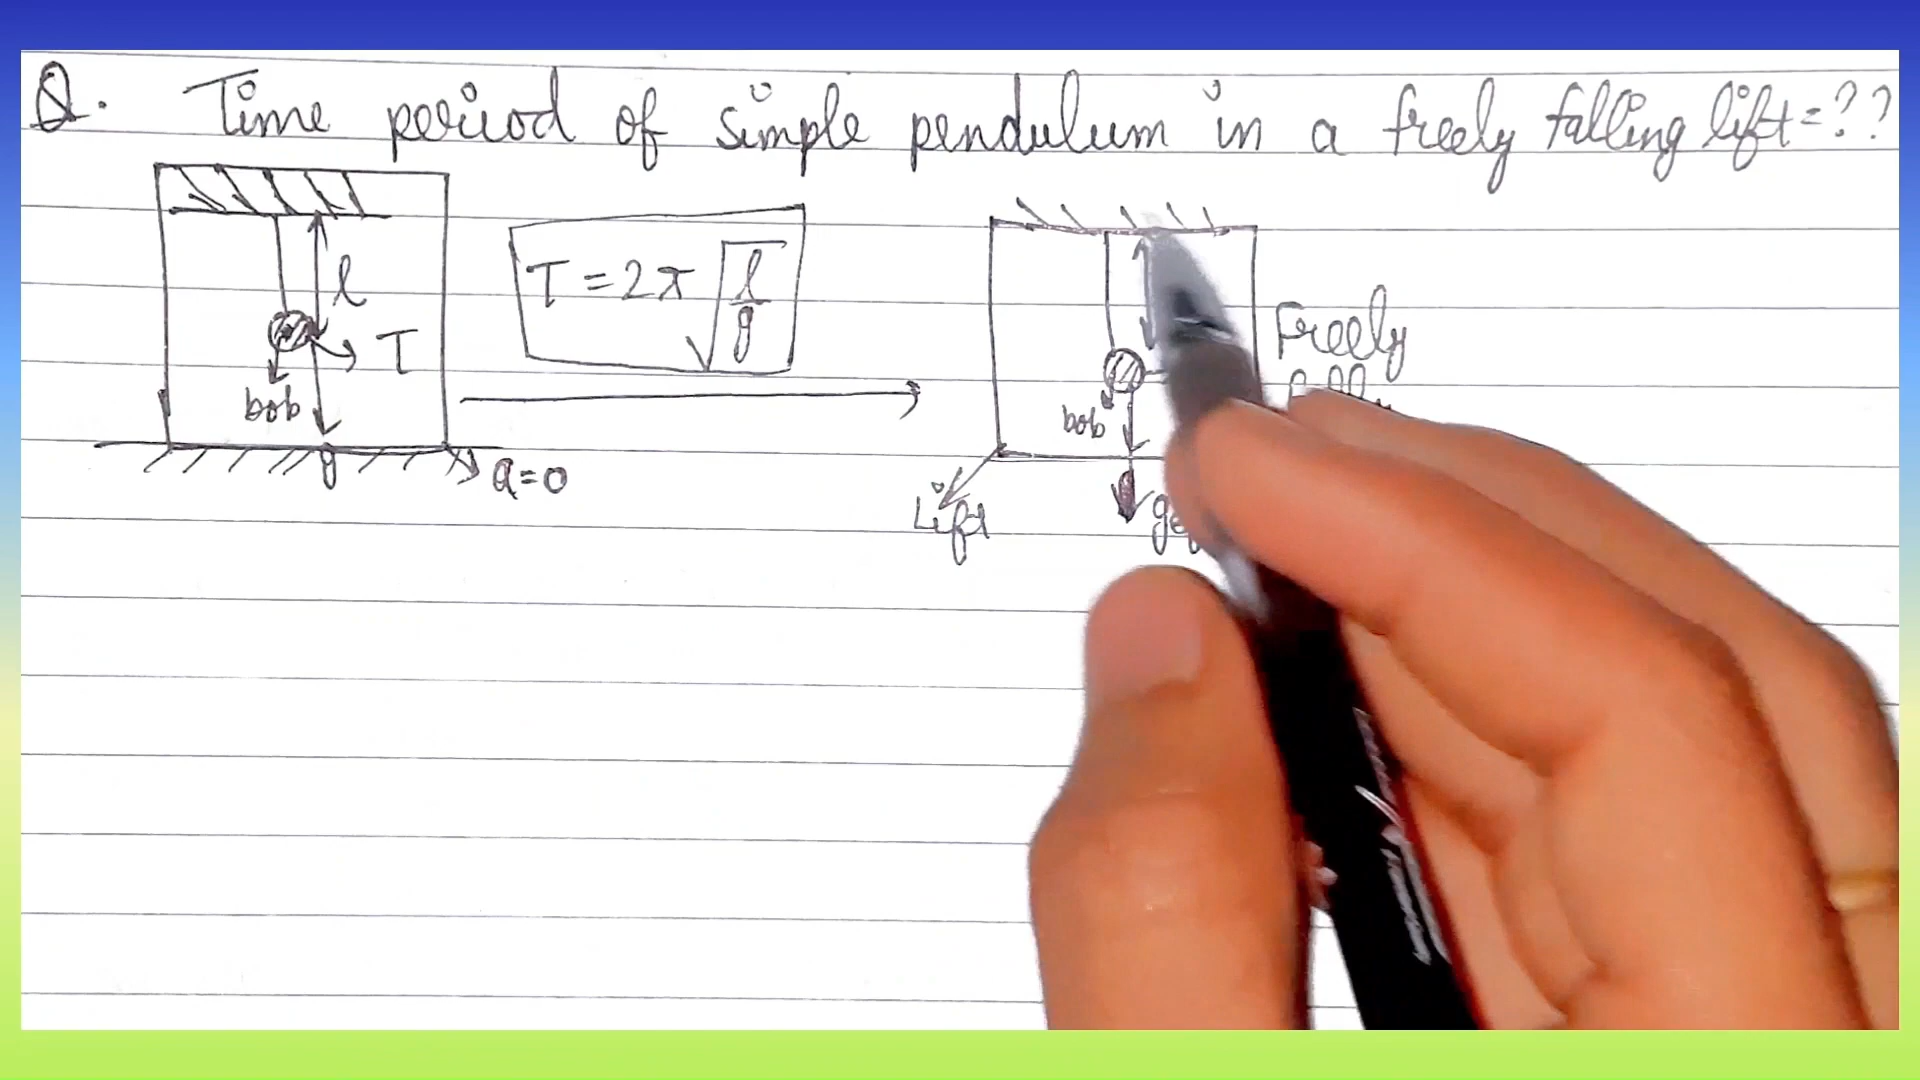 Q. Time period of simple pendulum in a freely falling lift = ??
l
T
bob
g
a = 0
T = 2π √(l/g)
Freely
bob
Lift